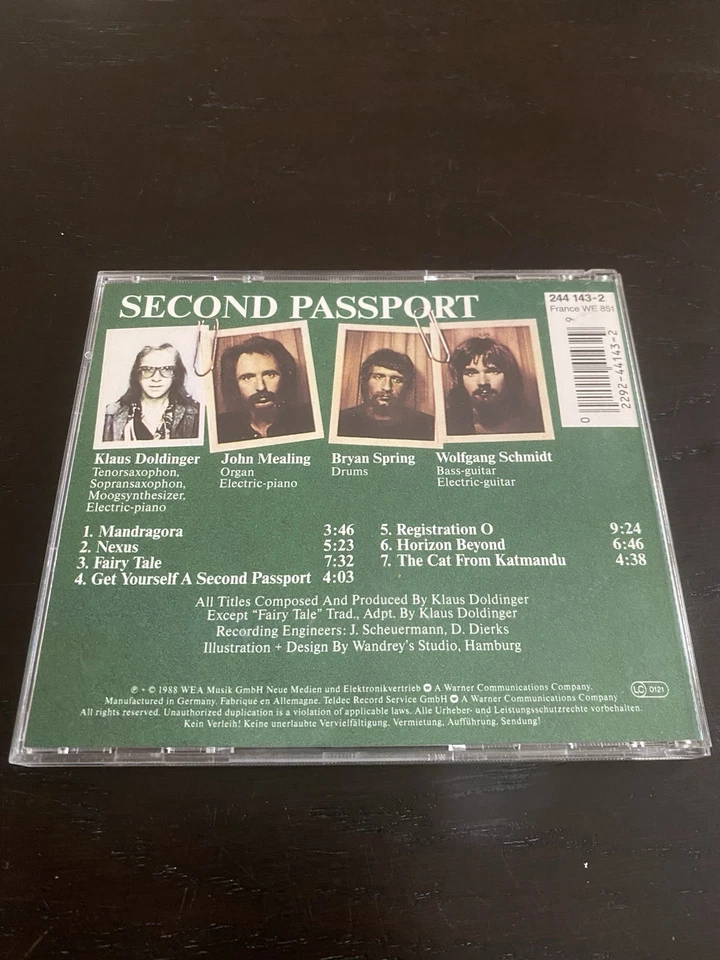 SECOND PASSPORT
244 143-2
France WE 851
0
2292-44143-2
9
Klaus Doldinger
Tenorsaxophon,
Sopransaxophon,
Moogsynthesizer,
Electric-piano
John Mealing
Organ
Electric-piano
Bryan Spring
Drums
Wolfgang Schmidt
Bass-guitar
Electric-guitar
1. Mandragora 3:46
2. Nexus 5:23
3. Fairy Tale 7:32
4. Get Yourself A Second Passport 4:03
5. Registration O 9:24
6. Horizon Beyond 6:46
7. The Cat From Katmandu 4:38
All Titles Composed And Produced By Klaus Doldinger
Except "Fairy Tale" Trad., Adpt. By Klaus Doldinger
Recording Engineers: J. Scheuermann, D. Dierks
Illustration + Design By Wandrey's Studio, Hamburg
℗ + © 1988 WEA Musik GmbH Neue Medien und Elektronikvertrieb A Warner Communications Company.
Manufactured in Germany. Fabriqué en Allemagne. Teldec Record Service GmbH A Warner Communications Company
All rights reserved. Unauthorized duplication is a violation of applicable laws. Alle Urheber- und Leistungsschutzrechte vorbehalten.
Kein Verleih! Keine unerlaubte Vervielfältigung, Vermietung, Aufführung, Sendung!
LC 0121